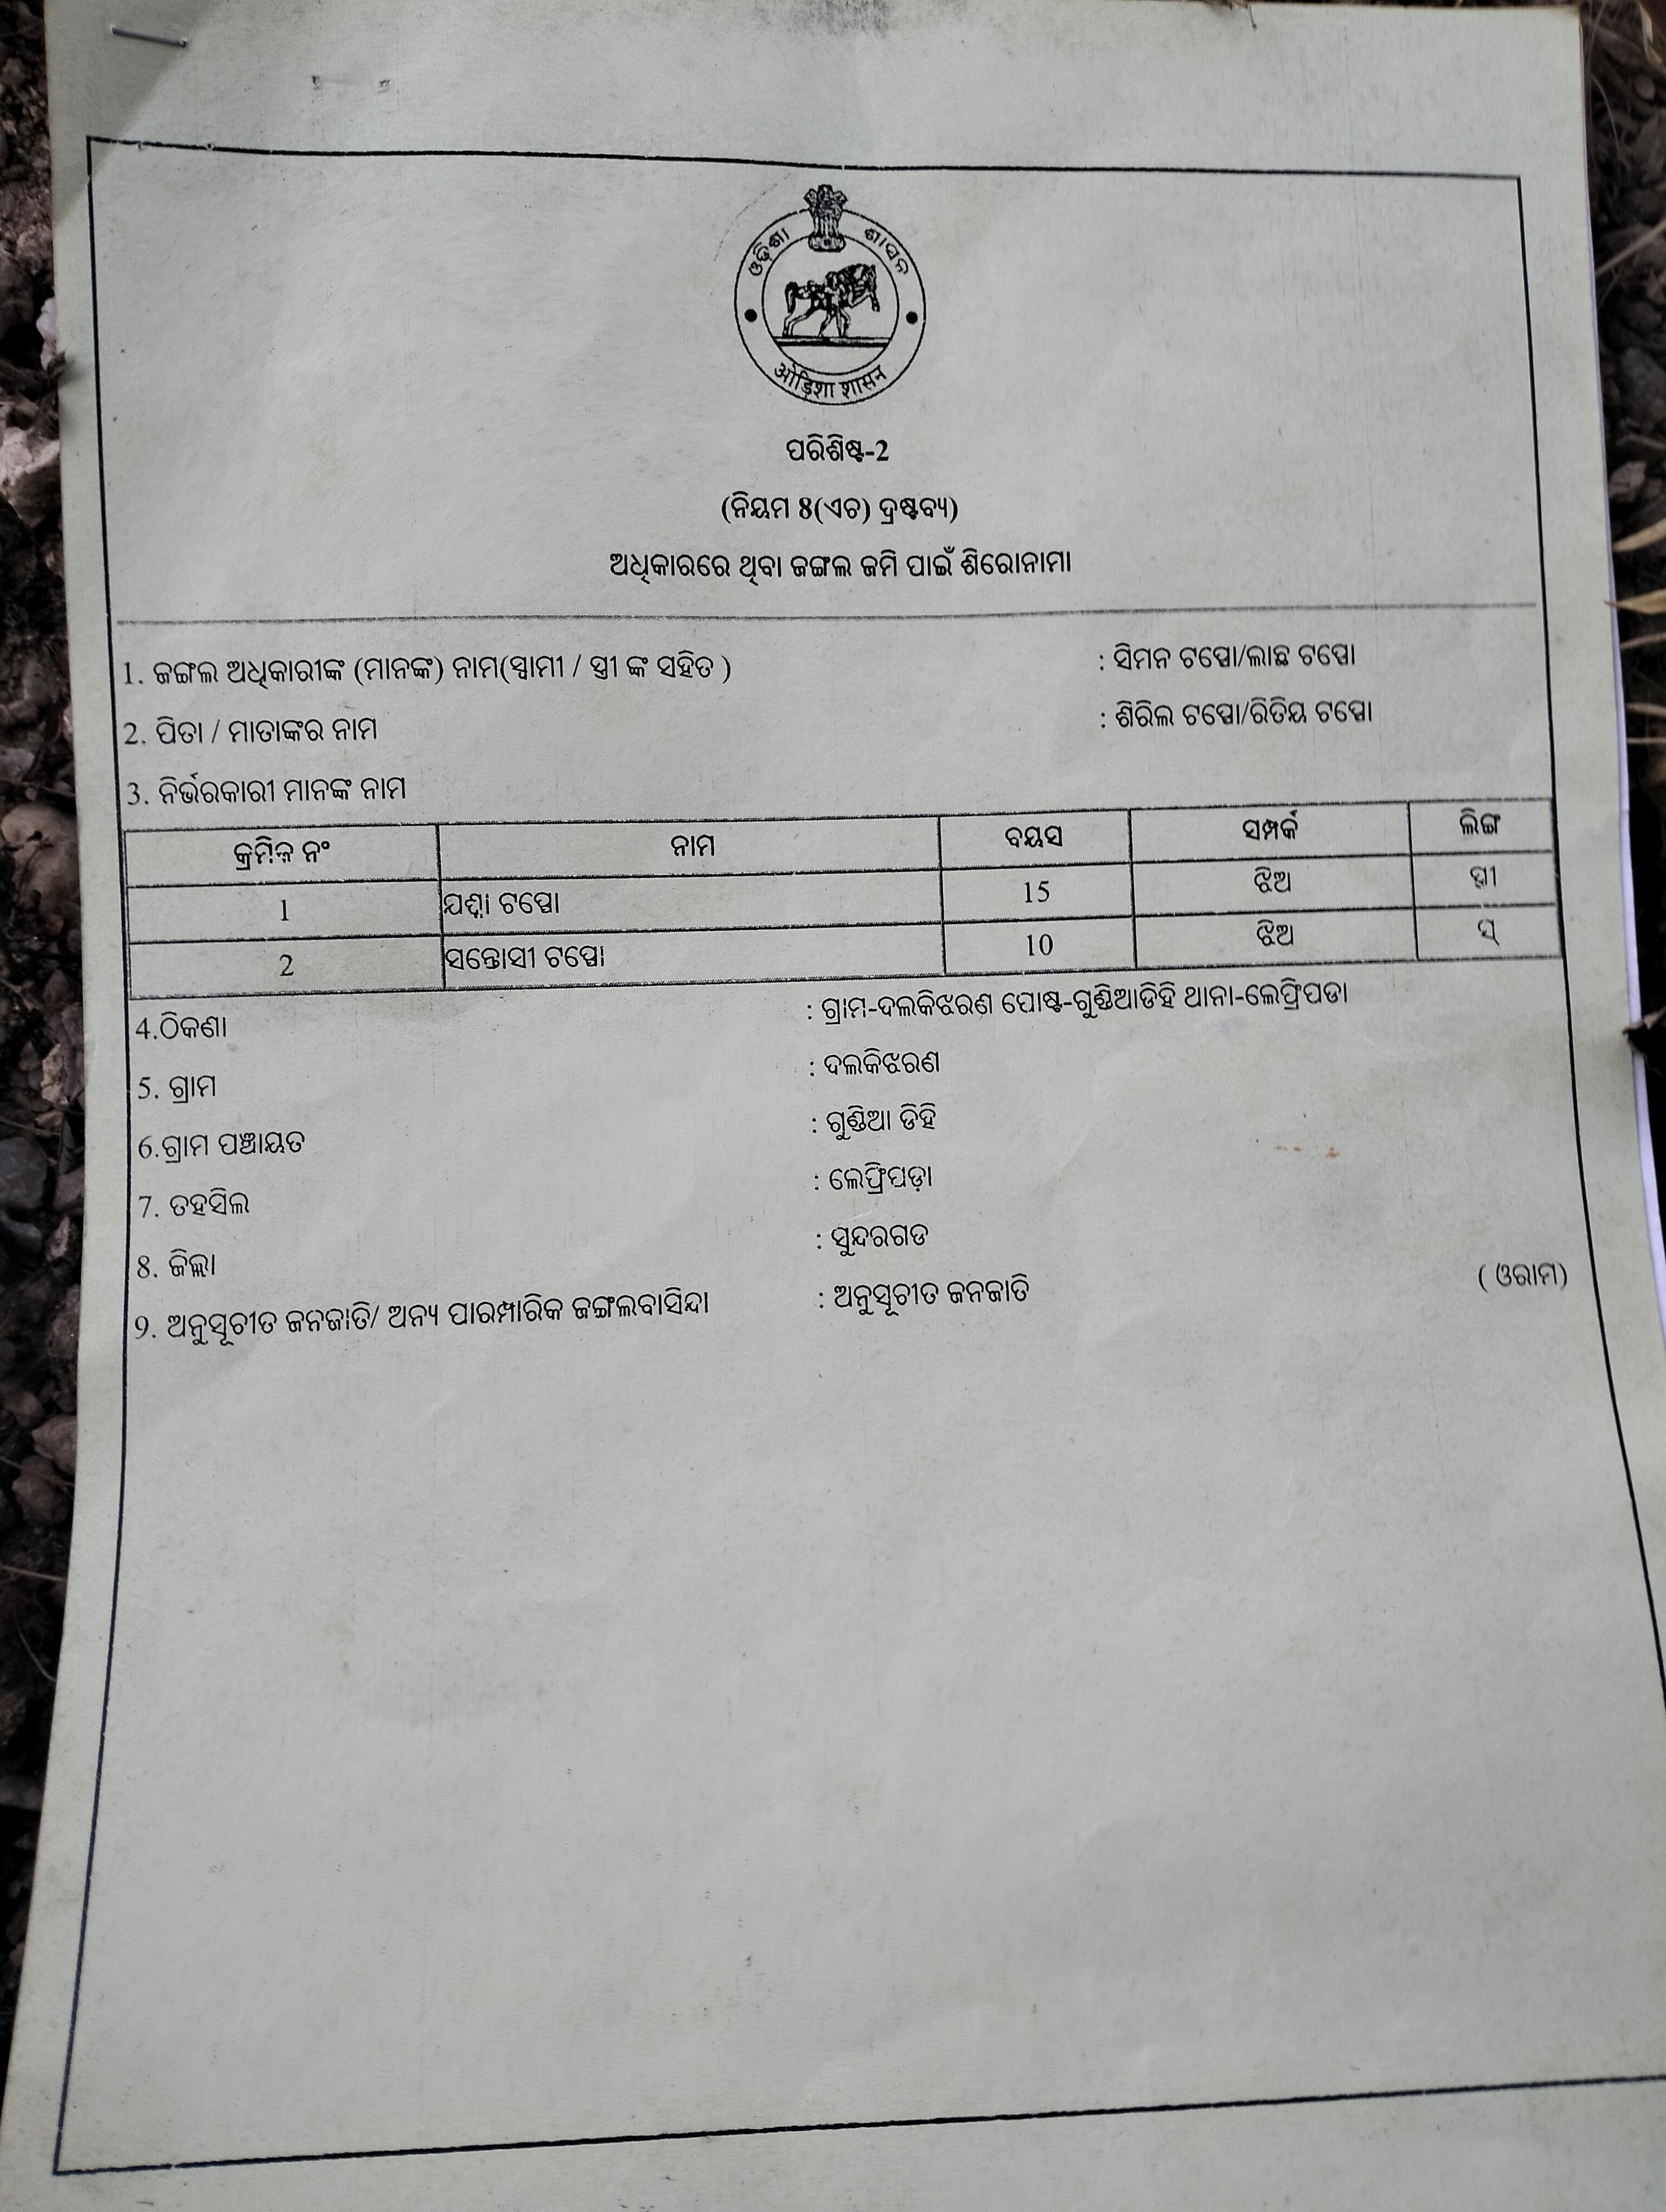 ଓଡ଼ିଶା ଶାସନ
ओड़िशा शासन
ପରିଶିଷ୍ଟ-2
(ନିୟମ 8(ଏଚ) ଦ୍ରଷ୍ଟବ୍ୟ)
ଅଧିକାରରେ ଥିବା ଜଙ୍ଗଲ ଜମି ପାଇଁ ଶିରୋନାମା
1. ଜଙ୍ଗଲ ଅଧିକାରୀଙ୍କ (ମାନଙ୍କ) ନାମ(ସ୍ୱାମୀ / ସ୍ତ୍ରୀ ଙ୍କ ସହିତ ) : ସିମନ ଟପ୍ପୋ/ଲାଛ ଟପ୍ପୋ
2. ପିତା / ମାତାଙ୍କର ନାମ : ଶିରିଲ ଟପ୍ପୋ/ରିତିୟ ଟପ୍ପୋ
3. ନିର୍ଭରକାରୀ ମାନଙ୍କ ନାମ
କ୍ରମିକ ନଂ ନାମ ବୟସ ସମ୍ପର୍କ ଲିଙ୍ଗ
1 ଟପ୍ପୋ 15 ଝିଅ ସ୍ତ୍ରୀ
2 ସନ୍ତୋସୀ ଟପ୍ପୋ 10 ଝିଅ ସ୍
4.ଠିକଣା : ଗ୍ରାମ-ଦଲକିଝରଣ ପୋଷ୍ଟ-ଗୁଣ୍ଡିଆଡିହି ଥାନା-ଲେଫ୍ରିପଡା
5. ଗ୍ରାମ : ଦଲକିଝରଣ
6.ଗ୍ରାମ ପଞ୍ଚାୟତ : ଗୁଣ୍ଡିଆ ଡିହି
7. ତହସିଲ : ଲେଫ୍ରିପଡ଼ା
8. ଜିଲ୍ଲା : ସୁନ୍ଦରଗଡ
9. ଅନୁସୂଚୀତ ଜନଜାତି/ ଅନ୍ୟ ପାରମ୍ପାରିକ ଜଙ୍ଗଲବାସିନ୍ଦା : ଅନୁସୂଚୀତ ଜନଜାତି ( ଓରାମ)